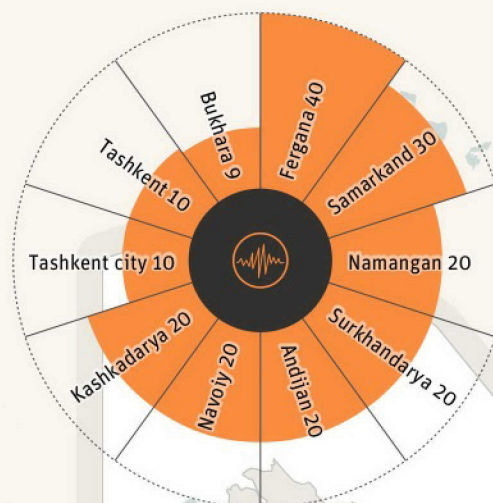 Fergana 40
Samarkand 30
Namangan 20
Surkhandarya 20
Andijan 20
Navoiy 20
Kashkadarya 20
Tashkent city 10
Tashkent 10
Bukhara 9